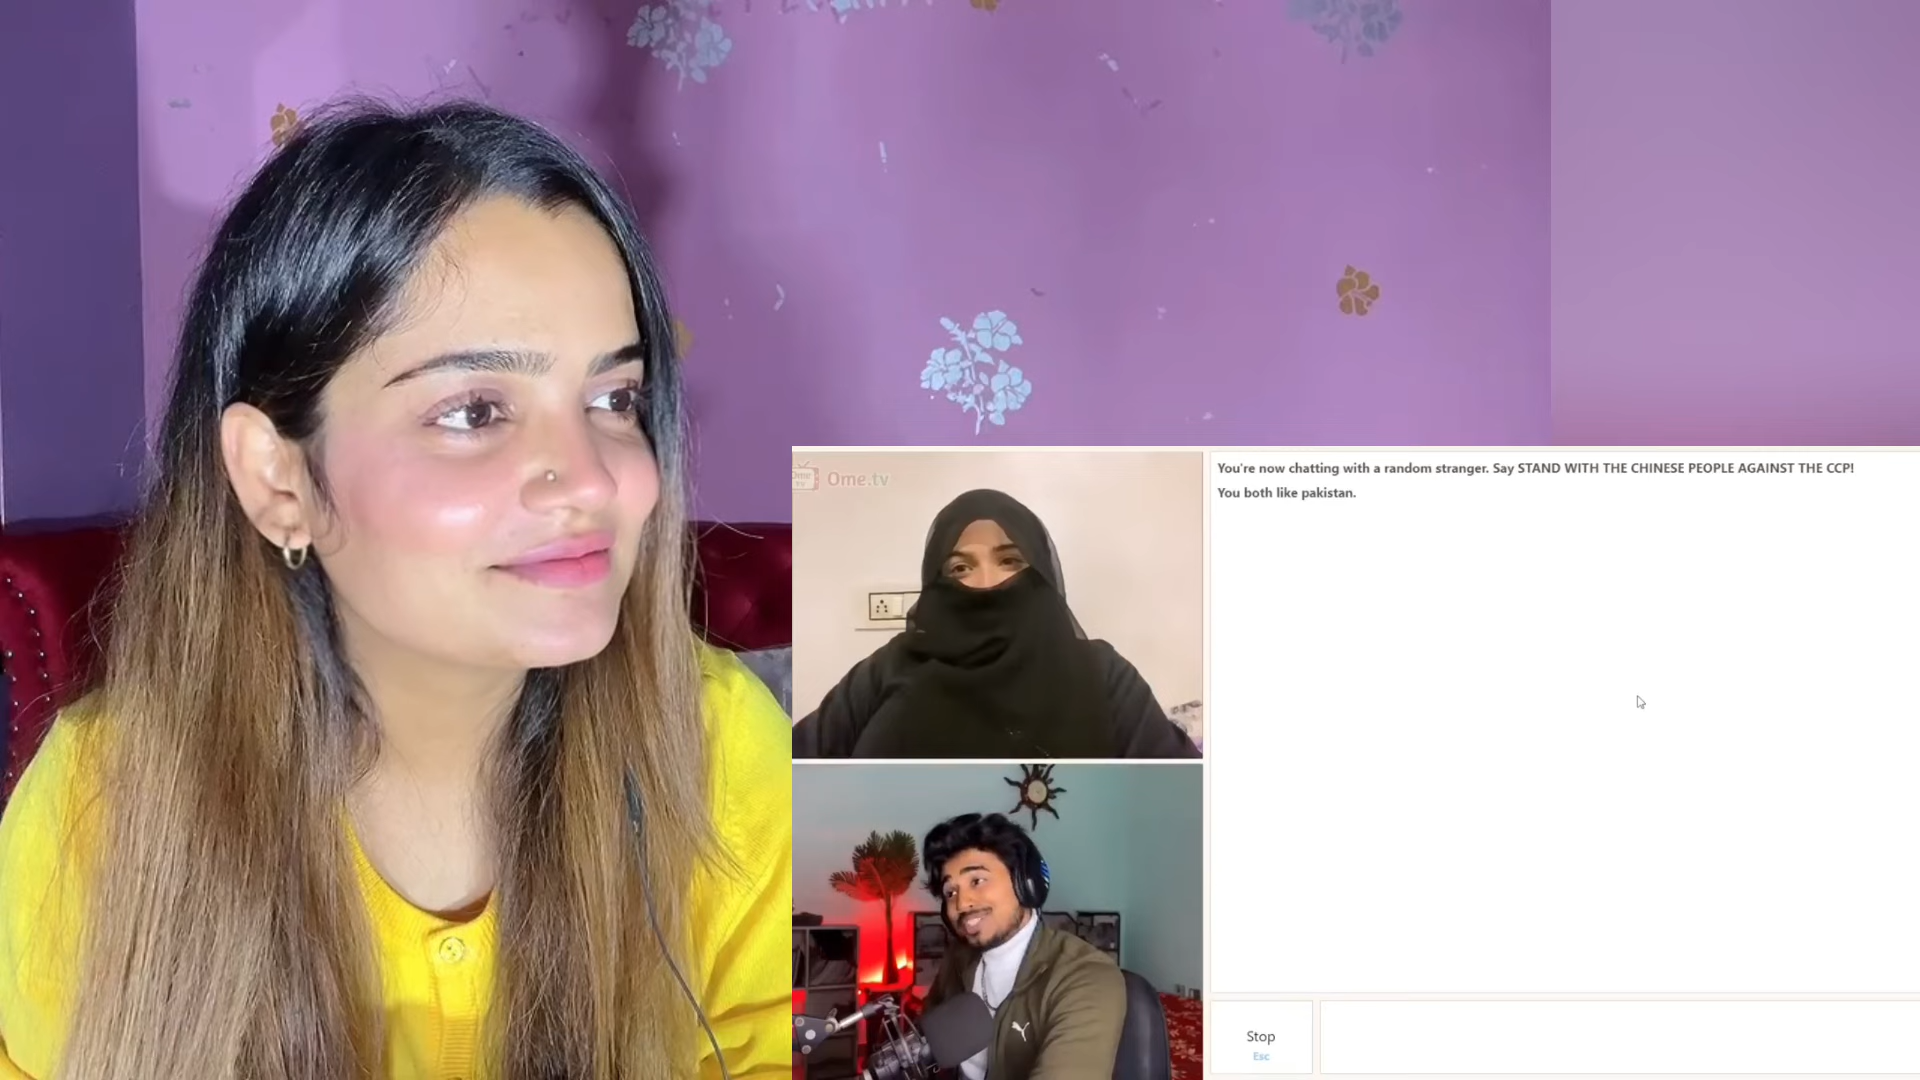 Ome.tv
You're now chatting with a random stranger. Say STAND WITH THE CHINESE PEOPLE AGAINST THE CCP!
You both like pakistan.
Stop
Esc